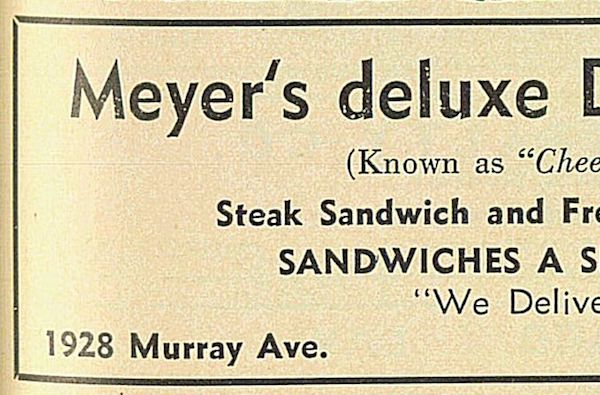 Meyer's deluxe D
(Known as "Chee
Steak Sandwich and Fre
SANDWICHES A S
"We Delive
1928 Murray Ave.